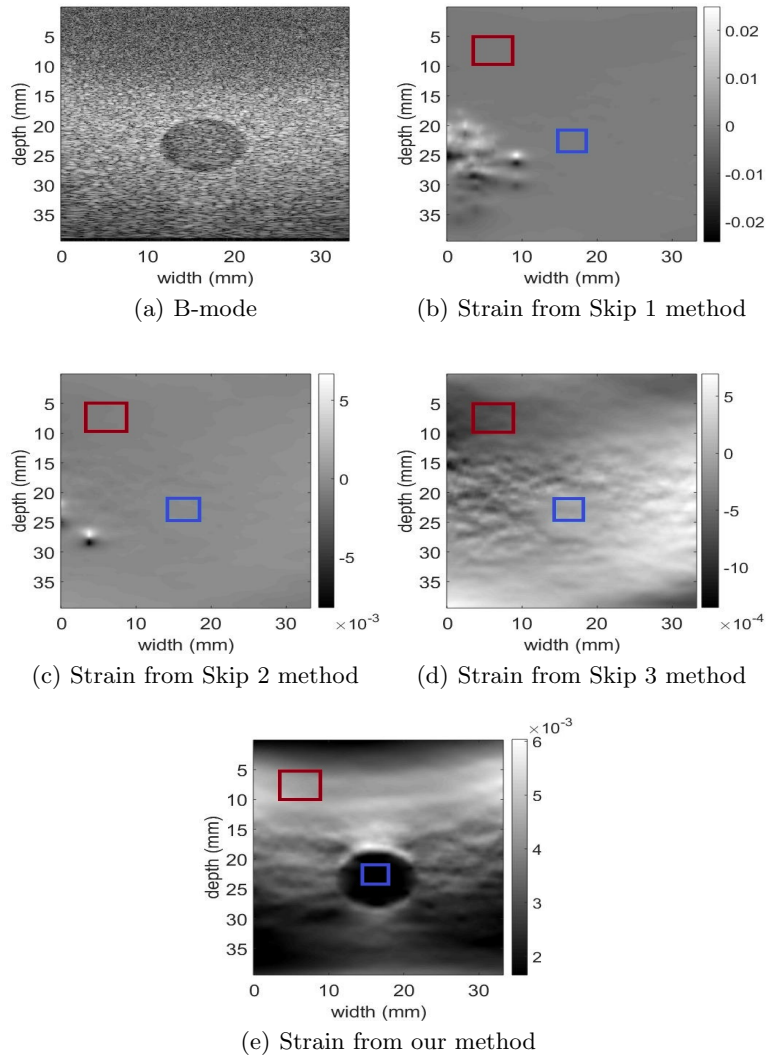 5
10
15
20
25
30
35
depth (mm)
0 10 20 30
width (mm)
(a) B-mode
5
10
15
20
25
30
35
depth (mm)
0 10 20 30
width (mm)
0.02
0.01
0
-0.01
-0.02
(b) Strain from Skip 1 method
5
10
15
20
25
30
35
depth (mm)
0 10 20 30
width (mm)
5
0
-5
×10⁻³
(c) Strain from Skip 2 method
5
10
15
20
25
30
35
depth (mm)
0 10 20 30
width (mm)
5
0
-5
-10
×10⁻⁴
(d) Strain from Skip 3 method
5
10
15
20
25
30
35
depth (mm)
0 10 20 30
width (mm)
×10⁻³
6
5
4
3
2
(e) Strain from our method